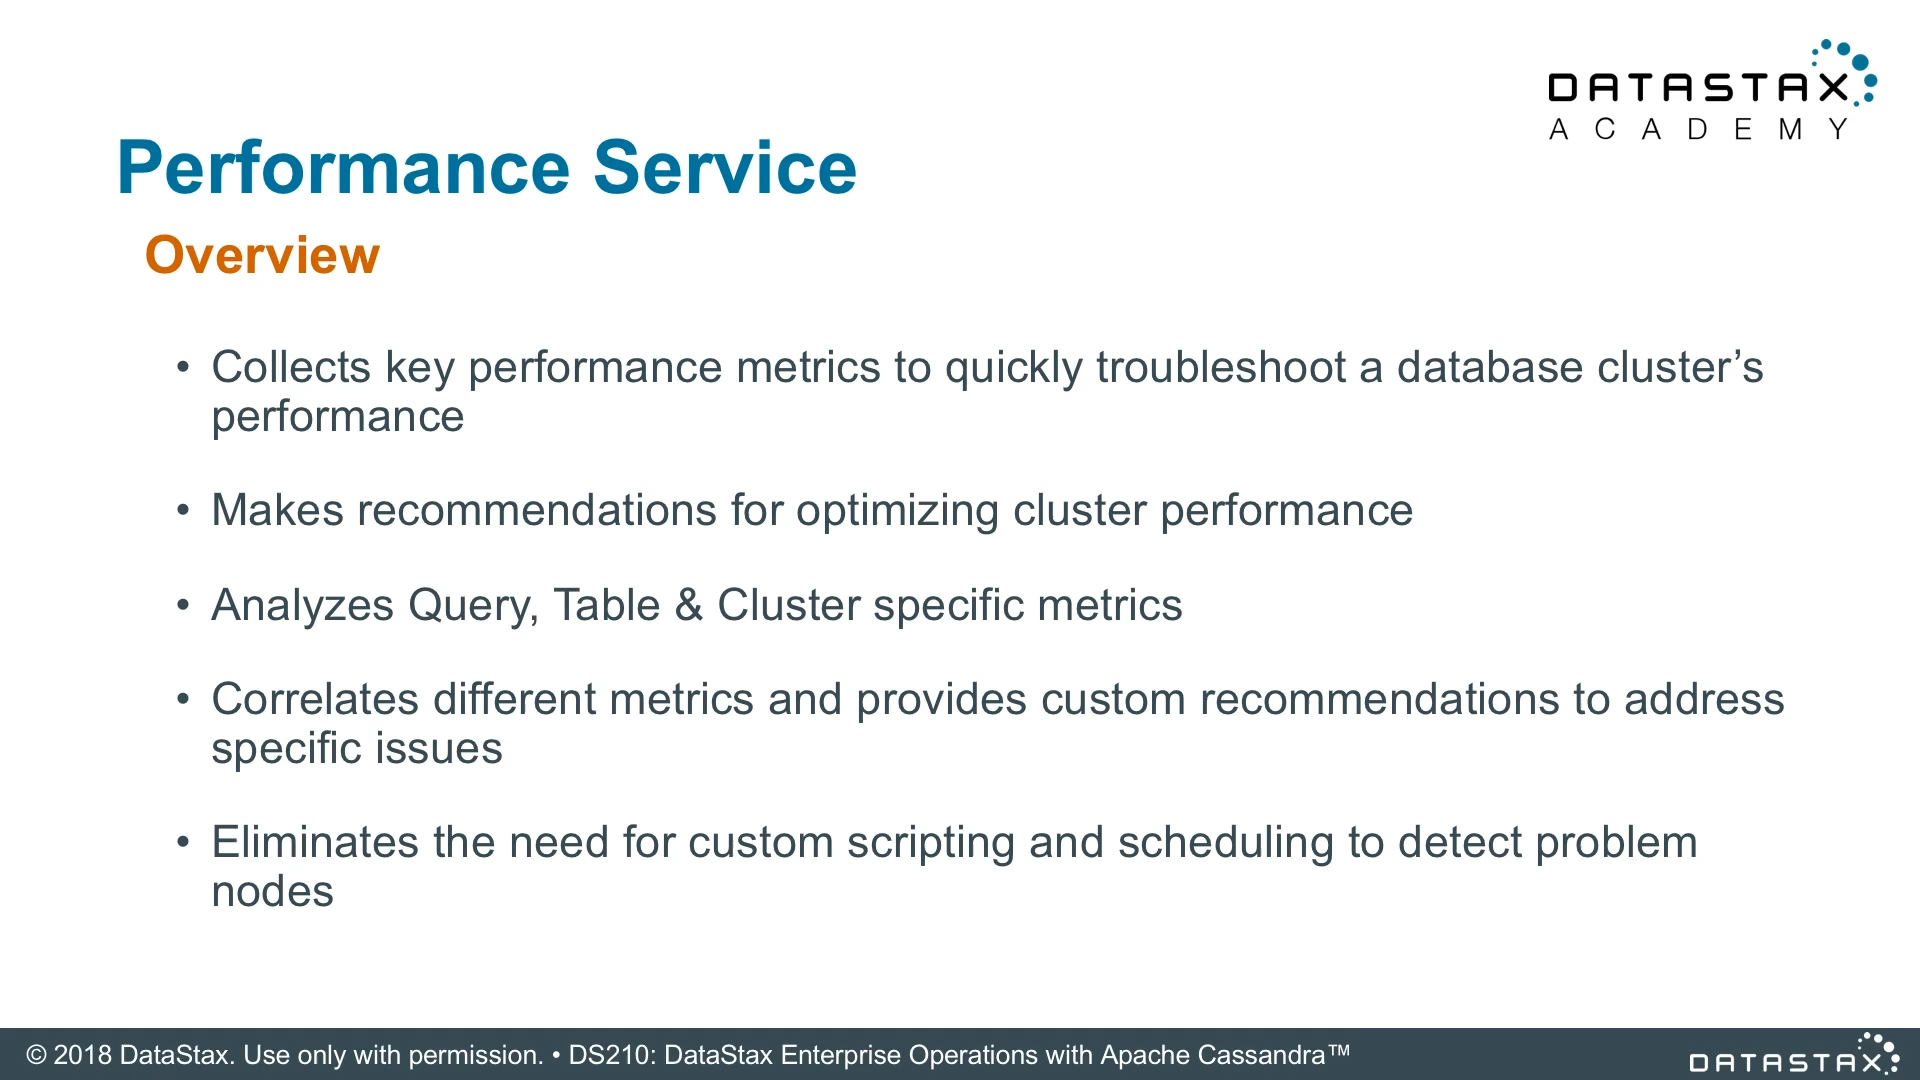 DATASTAX
ACADEMY
Performance Service
Overview
• Collects key performance metrics to quickly troubleshoot a database cluster’s
performance
• Makes recommendations for optimizing cluster performance
• Analyzes Query, Table & Cluster specific metrics
• Correlates different metrics and provides custom recommendations to address
specific issues
• Eliminates the need for custom scripting and scheduling to detect problem
nodes
© 2018 DataStax. Use only with permission. • DS210: DataStax Enterprise Operations with Apache Cassandra™
DATASTAX